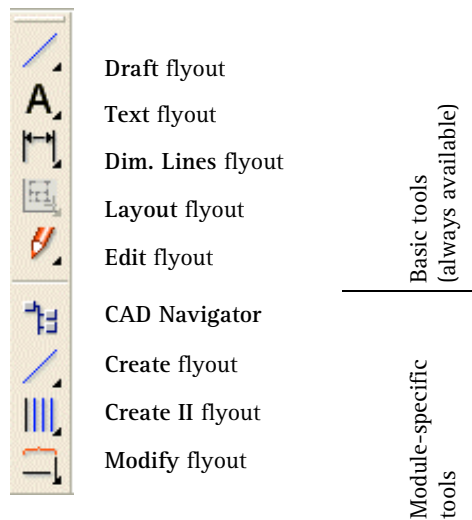 Draft flyout
Text flyout
Dim. Lines flyout
Layout flyout
Edit flyout
CAD Navigator
Create flyout
Create II flyout
Modify flyout
Basic tools
(always available)
Module-specific
tools